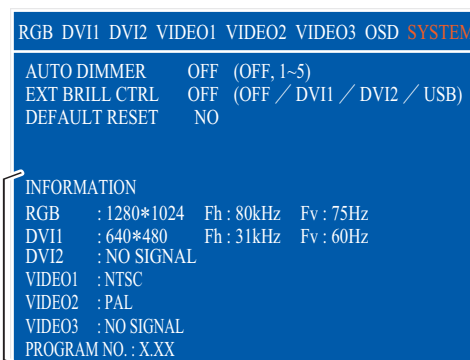 RGB DVI1 DVI2 VIDEO1 VIDEO2 VIDEO3 OSD SYSTEM
AUTO DIMMER OFF (OFF, 1~5)
EXT BRILL CTRL OFF (OFF／DVI1／DVI2／USB)
DEFAULT RESET NO
INFORMATION
RGB : 1280*1024 Fh : 80kHz Fv : 75Hz
DVI1 : 640*480 Fh : 31kHz Fv : 60Hz
DVI2 : NO SIGNAL
VIDEO1 : NTSC
VIDEO2 : PAL
VIDEO3 : NO SIGNAL
PROGRAM NO. : X.XX